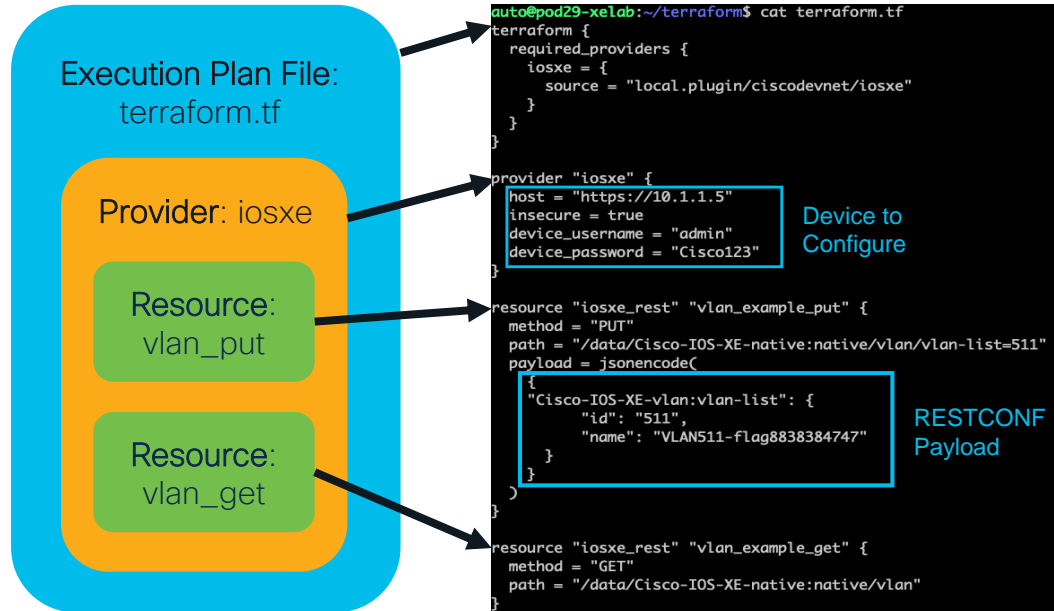 Execution Plan File:
terraform.tf
Provider: iosxe
Resource:
vlan_put
Resource:
vlan_get
auto@pod29-xelab:~/terraform$ cat terraform.tf
terraform {
  required_providers {
    iosxe = {
      source = "local.plugin/ciscodevnet/iosxe"
    }
  }
}
provider "iosxe" {
  host = "https://10.1.1.5"
  insecure = true
  device_username = "admin"
  device_password = "Cisco123"
}
Device to
Configure
resource "iosxe_rest" "vlan_example_put" {
  method = "PUT"
  path = "/data/Cisco-IOS-XE-native:native/vlan/vlan-list=511"
  payload = jsonencode(
    {
    "Cisco-IOS-XE-vlan:vlan-list": {
          "id": "511",
          "name": "VLAN511-flag8838384747"
      }
    }
  )
}
RESTCONF
Payload
resource "iosxe_rest" "vlan_example_get" {
  method = "GET"
  path = "/data/Cisco-IOS-XE-native:native/vlan"
}